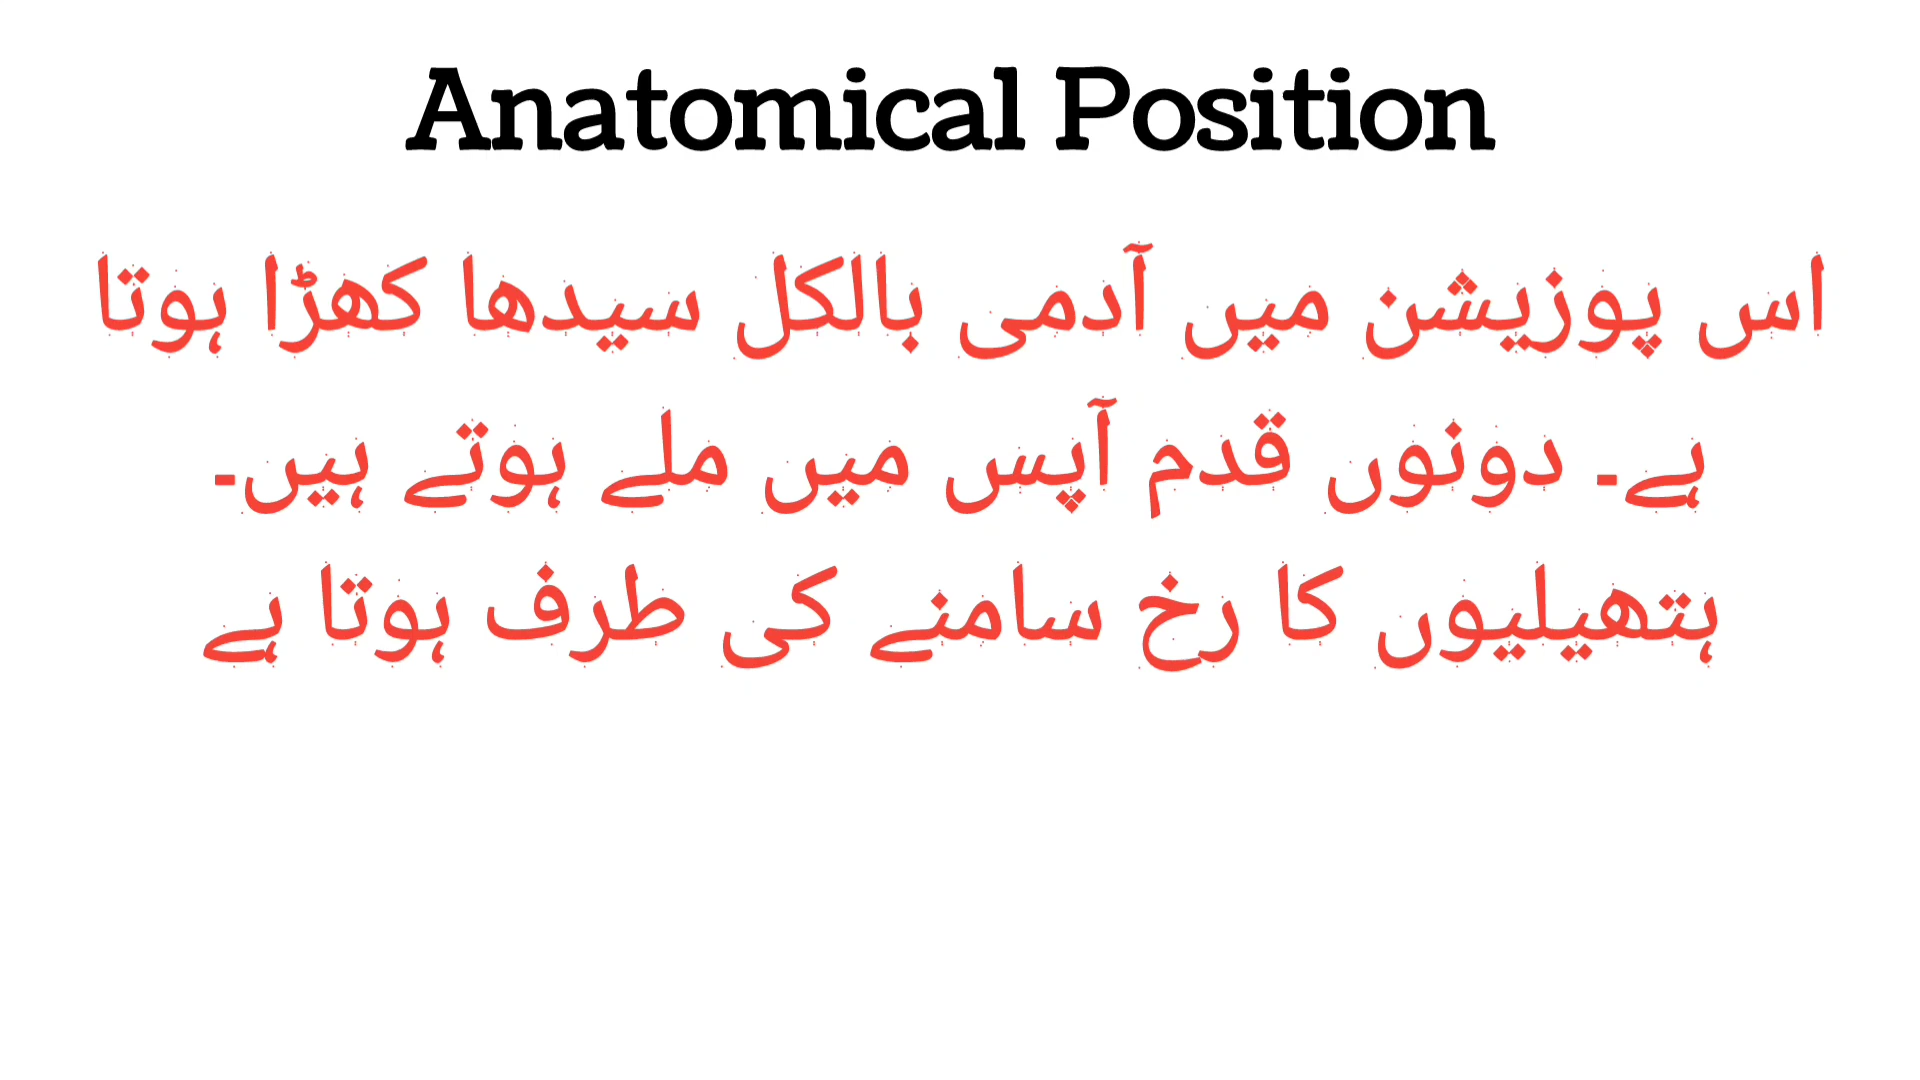 Anatomical Position
اس پوزیشن میں آدمی بالکل سیدھا کھڑا ہوتا
ہے۔ دونوں قدم آپس میں ملے ہوتے ہیں۔
ہتھیلیوں کا رخ سامنے کی طرف ہوتا ہے